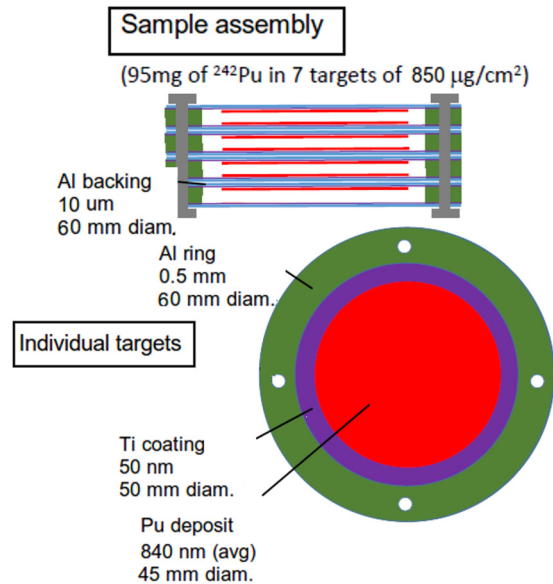 Sample assembly
(95mg of ²⁴²Pu in 7 targets of 850 µg/cm²)
Al backing
10 um
60 mm diam.
Al ring
0.5 mm
60 mm diam.
Individual targets
Ti coating
50 nm
50 mm diam.
Pu deposit
840 nm (avg)
45 mm diam.